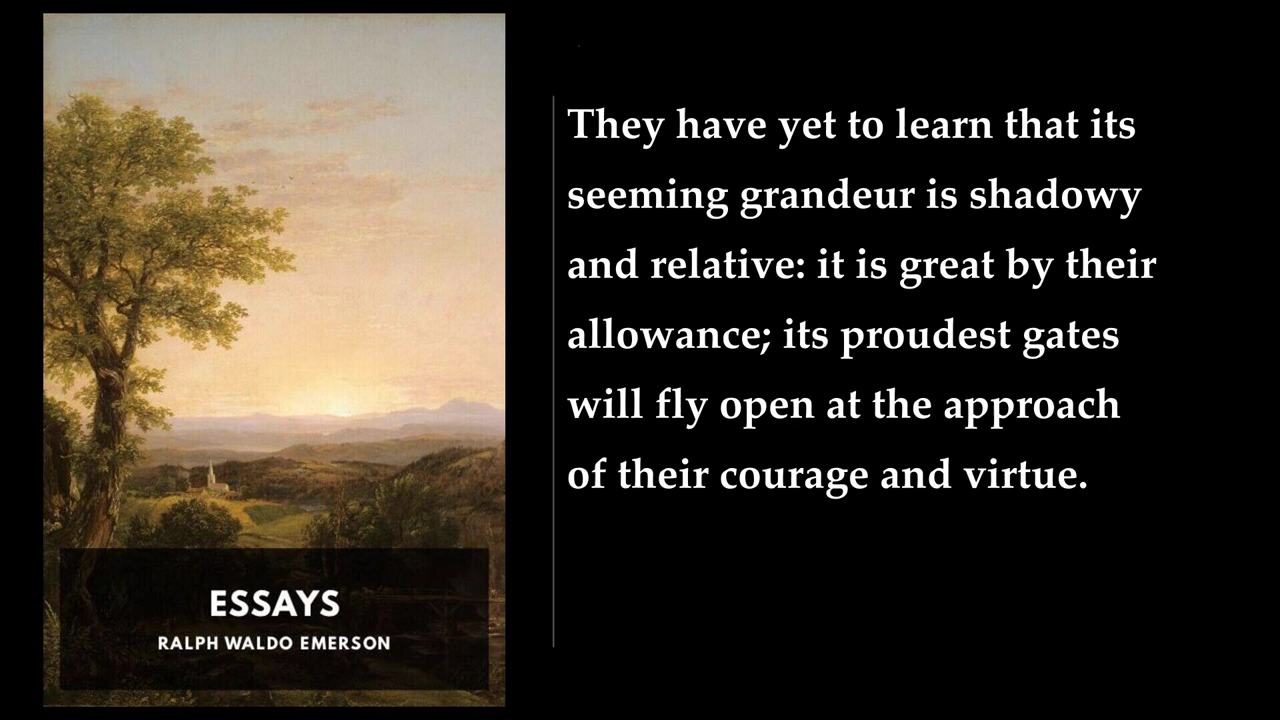 ESSAYS
RALPH WALDO EMERSON
They have yet to learn that its
seeming grandeur is shadowy
and relative: it is great by their
allowance; its proudest gates
will fly open at the approach
of their courage and virtue.